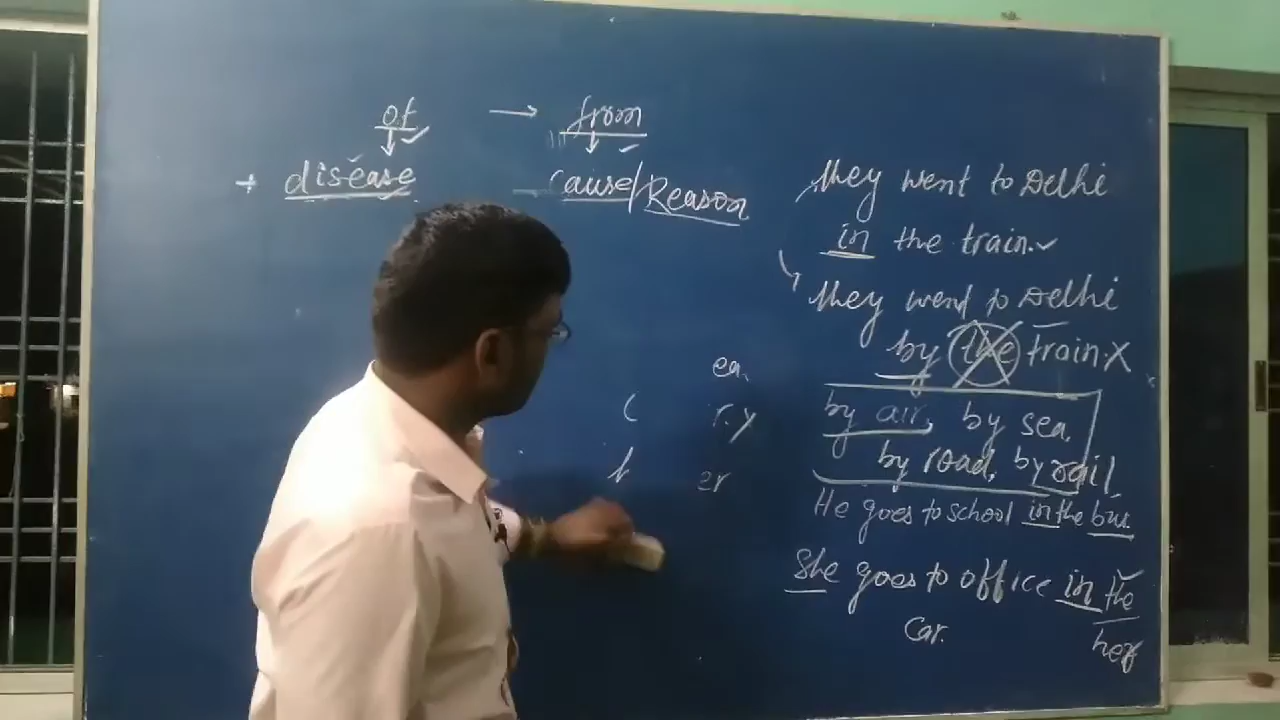 of → from
+ disease cause/Reason
They went to Delhi
in the train.
They went to Delhi
by the train. X
by air, by sea,
by road, by rail,
He goes to school in the bus.
She goes to office in the
car. her
ea.
r.y
er